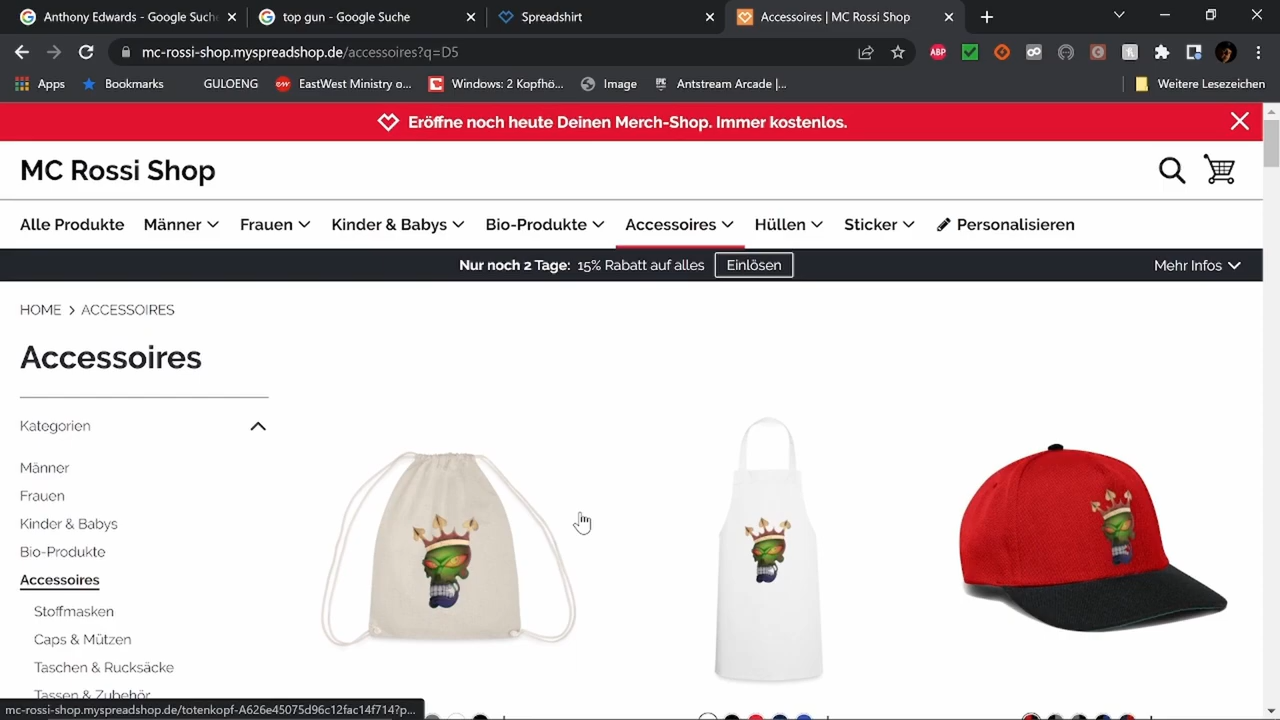 Anthony Edwards - Google Suche
top gun - Google Suche
Spreadshirt
Accessoires | MC Rossi Shop
mc-rossi-shop.myspreadshop.de/accessoires?q=D5
ABP
Apps
Bookmarks
GULOENG
EastWest Ministry o...
Windows: 2 Kopfhö...
Image
Antstream Arcade |...
Weitere Lesezeichen
Eröffne noch heute Deinen Merch-Shop. Immer kostenlos.
MC Rossi Shop
Alle Produkte Männer Frauen Kinder & Babys Bio-Produkte Accessoires Hüllen Sticker Personalisieren
Nur noch 2 Tage: 15% Rabatt auf alles Einlösen Mehr Infos
HOME > ACCESSOIRES
Accessoires
Kategorien
Männer
Frauen
Kinder & Babys
Bio-Produkte
Accessoires
Stoffmasken
Caps & Mützen
Taschen & Rucksäcke
Tassen & Zubehör
mc-rossi-shop.myspreadshop.de/totenkopf-A626e45075d96c12fac14f714?p...